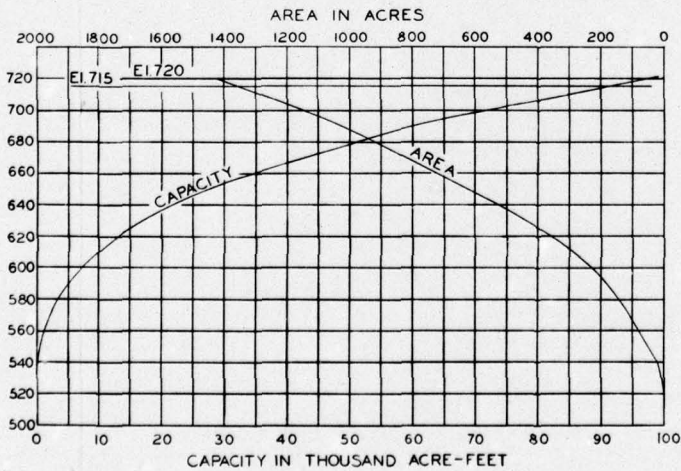 AREA IN ACRES
2000 1800 1600 1400 1200 1000 800 600 400 200 0
720
El.715
El.720
700
680
660
640
620
600
580
560
540
520
500
CAPACITY
AREA
0 10 20 30 40 50 60 70 80 90 100
CAPACITY IN THOUSAND ACRE-FEET